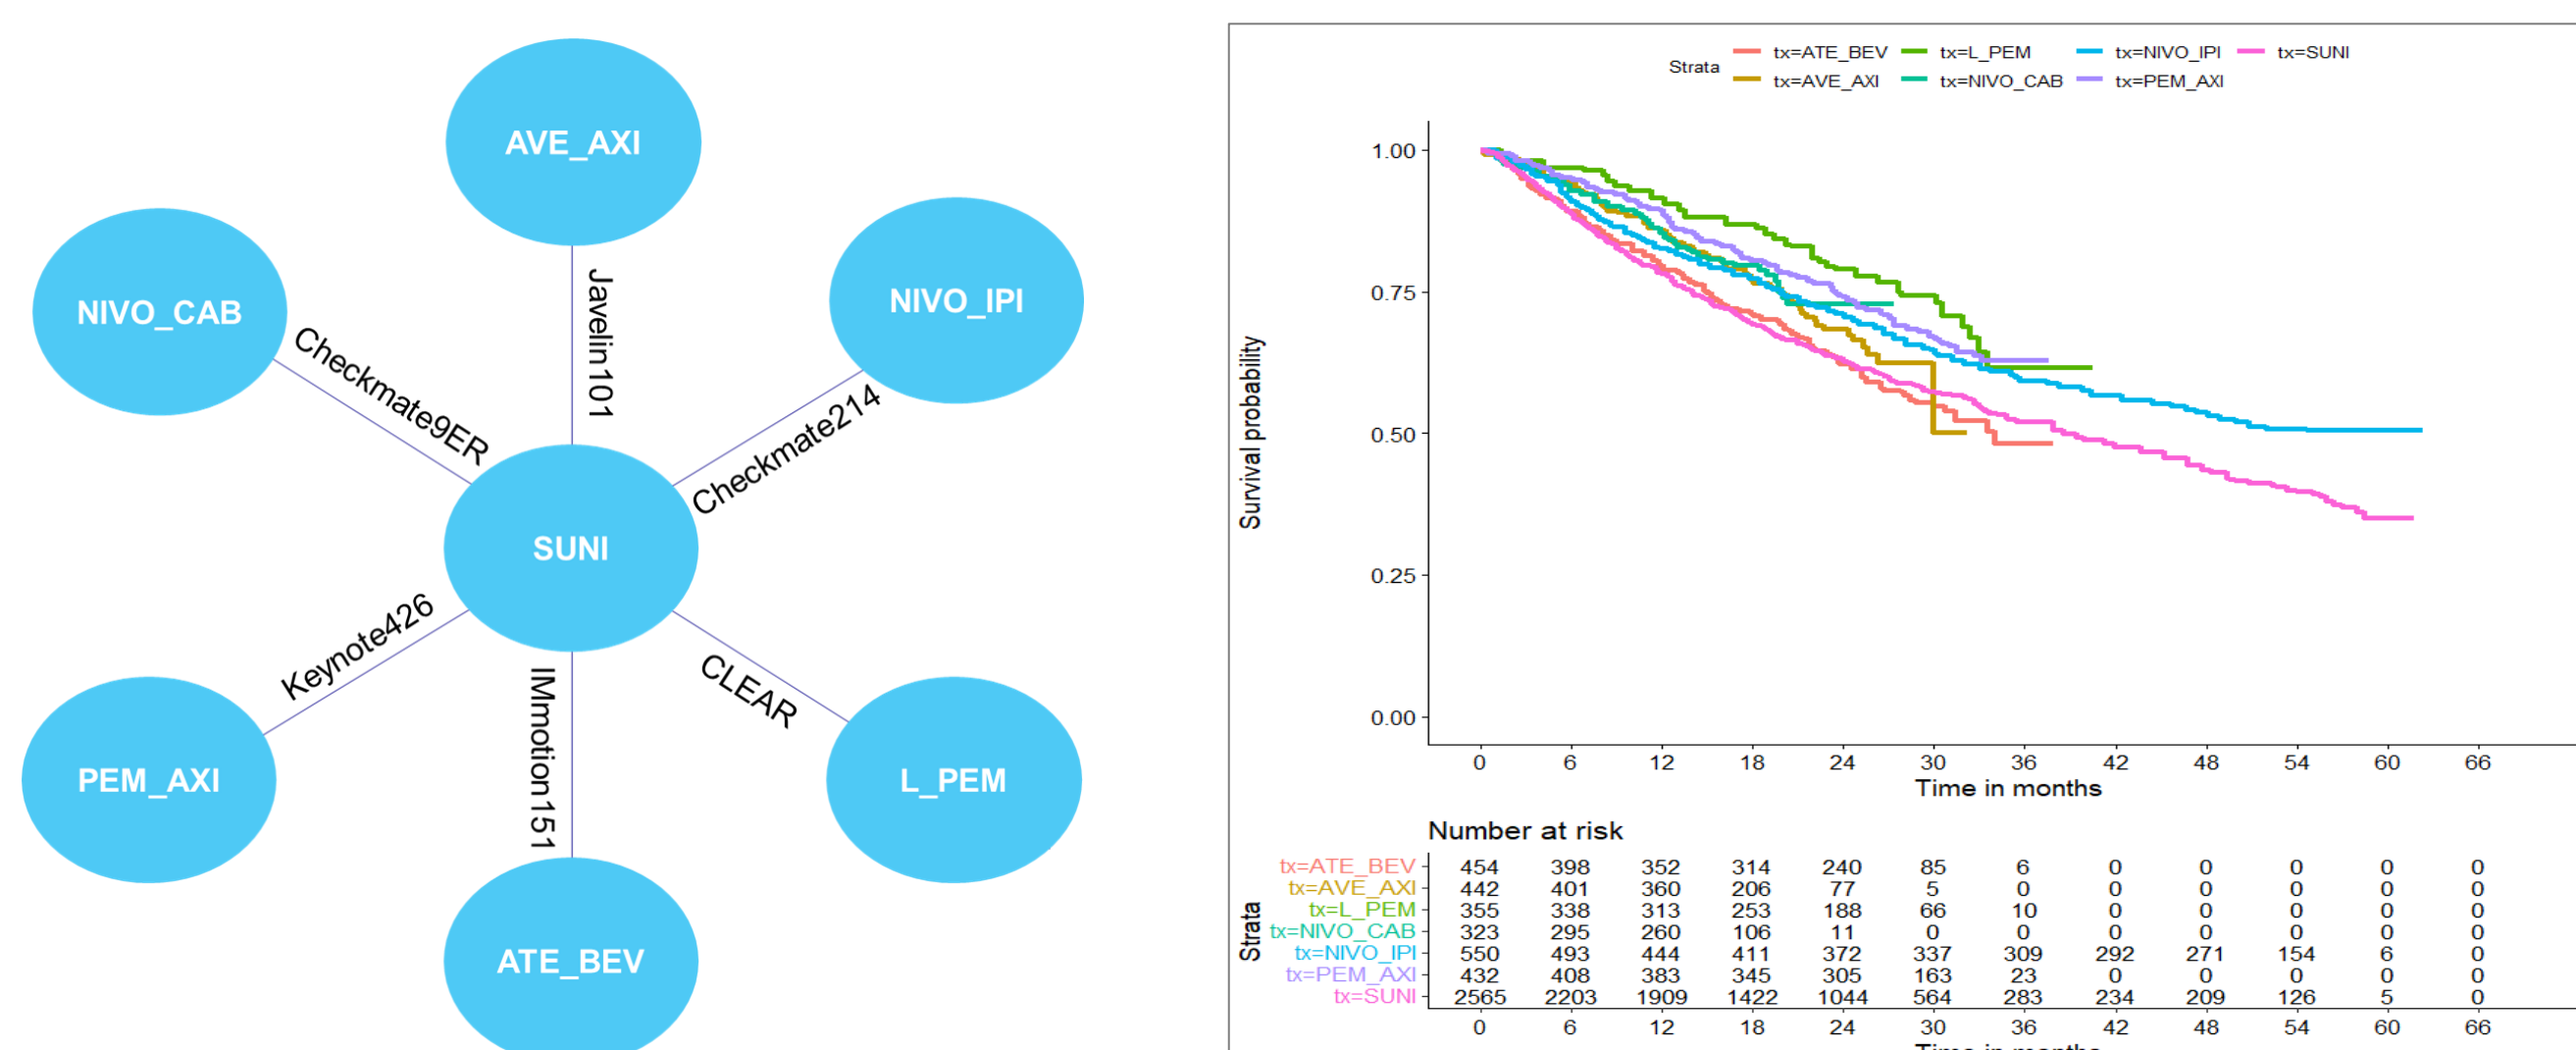 AVE_AXI
NIVO_CAB
NIVO_IPI
Javelin101
Checkmate9ER
Checkmate214
SUNI
Keynote426
IMmotion151
CLEAR
PEM_AXI
L_PEM
ATE_BEV
Strata
tx=ATE_BEV tx=L_PEM tx=NIVO_IPI tx=SUNI
tx=AVE_AXI tx=NIVO_CAB tx=PEM_AXI
Survival probability
1.00
0.75
0.50
0.25
0.00
0 6 12 18 24 30 36 42 48 54 60 66
Time in months
Number at risk
Strata
tx=ATE_BEV 454 398 352 314 240 85 6 0 0 0 0 0
tx=AVE_AXI 442 401 360 206 77 5 0 0 0 0 0 0
tx=L_PEM 355 338 313 253 188 66 10 0 0 0 0 0
tx=NIVO_CAB 323 295 260 106 11 0 0 0 0 0 0 0
tx=NIVO_IPI 550 493 444 411 372 337 309 292 271 154 6 0
tx=PEM_AXI 432 408 383 345 305 163 23 0 0 0 0 0
tx=SUNI 2565 2203 1909 1422 1044 564 283 234 209 126 5 0
0 6 12 18 24 30 36 42 48 54 60 66
Time in months